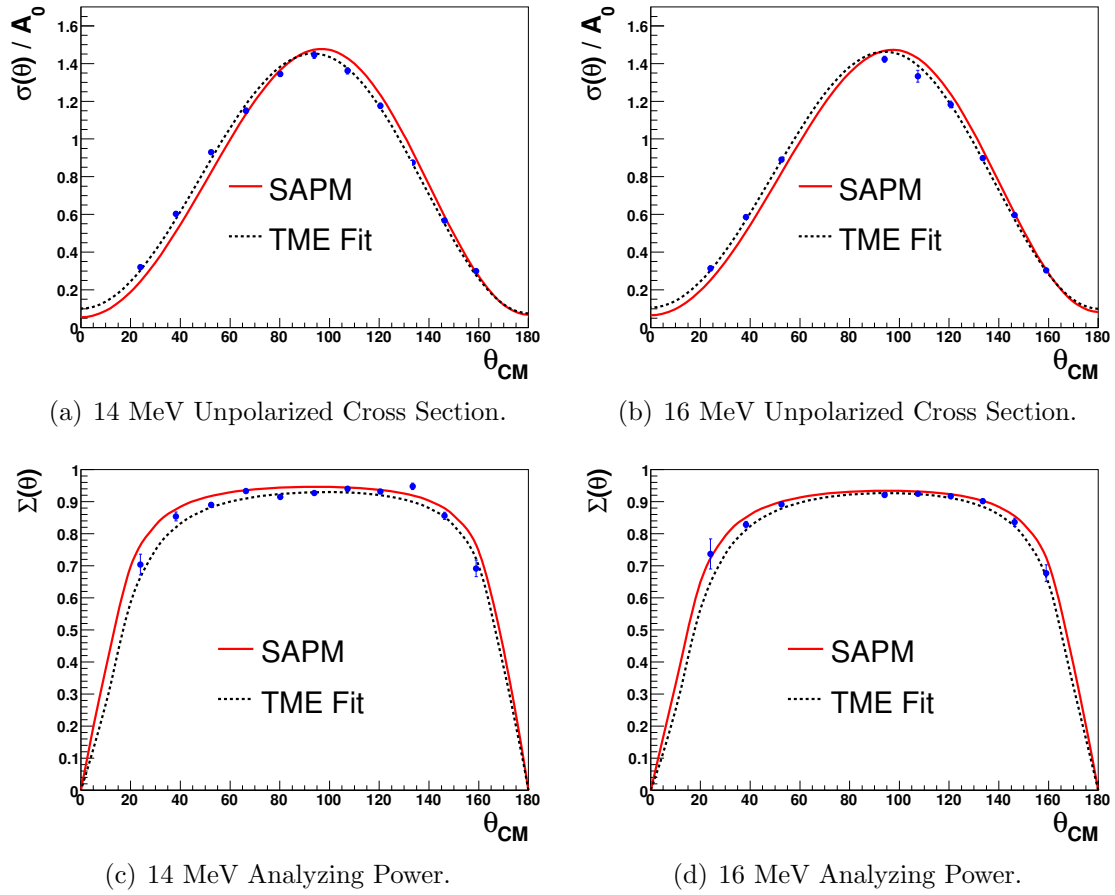 σ(θ) / A0
1.6
1.4
1.2
1
0.8
0.6
0.4
0.2
0
SAPM
TME Fit
0 20 40 60 80 100 120 140 160 180
θCM
(a) 14 MeV Unpolarized Cross Section.
σ(θ) / A0
1.6
1.4
1.2
1
0.8
0.6
0.4
0.2
0
SAPM
TME Fit
0 20 40 60 80 100 120 140 160 180
θCM
(b) 16 MeV Unpolarized Cross Section.
Σ(θ)
1
0.9
0.8
0.7
0.6
0.5
0.4
0.3
0.2
0.1
0
SAPM
TME Fit
0 20 40 60 80 100 120 140 160 180
θCM
(c) 14 MeV Analyzing Power.
Σ(θ)
1
0.9
0.8
0.7
0.6
0.5
0.4
0.3
0.2
0.1
0
SAPM
TME Fit
0 20 40 60 80 100 120 140 160 180
θCM
(d) 16 MeV Analyzing Power.